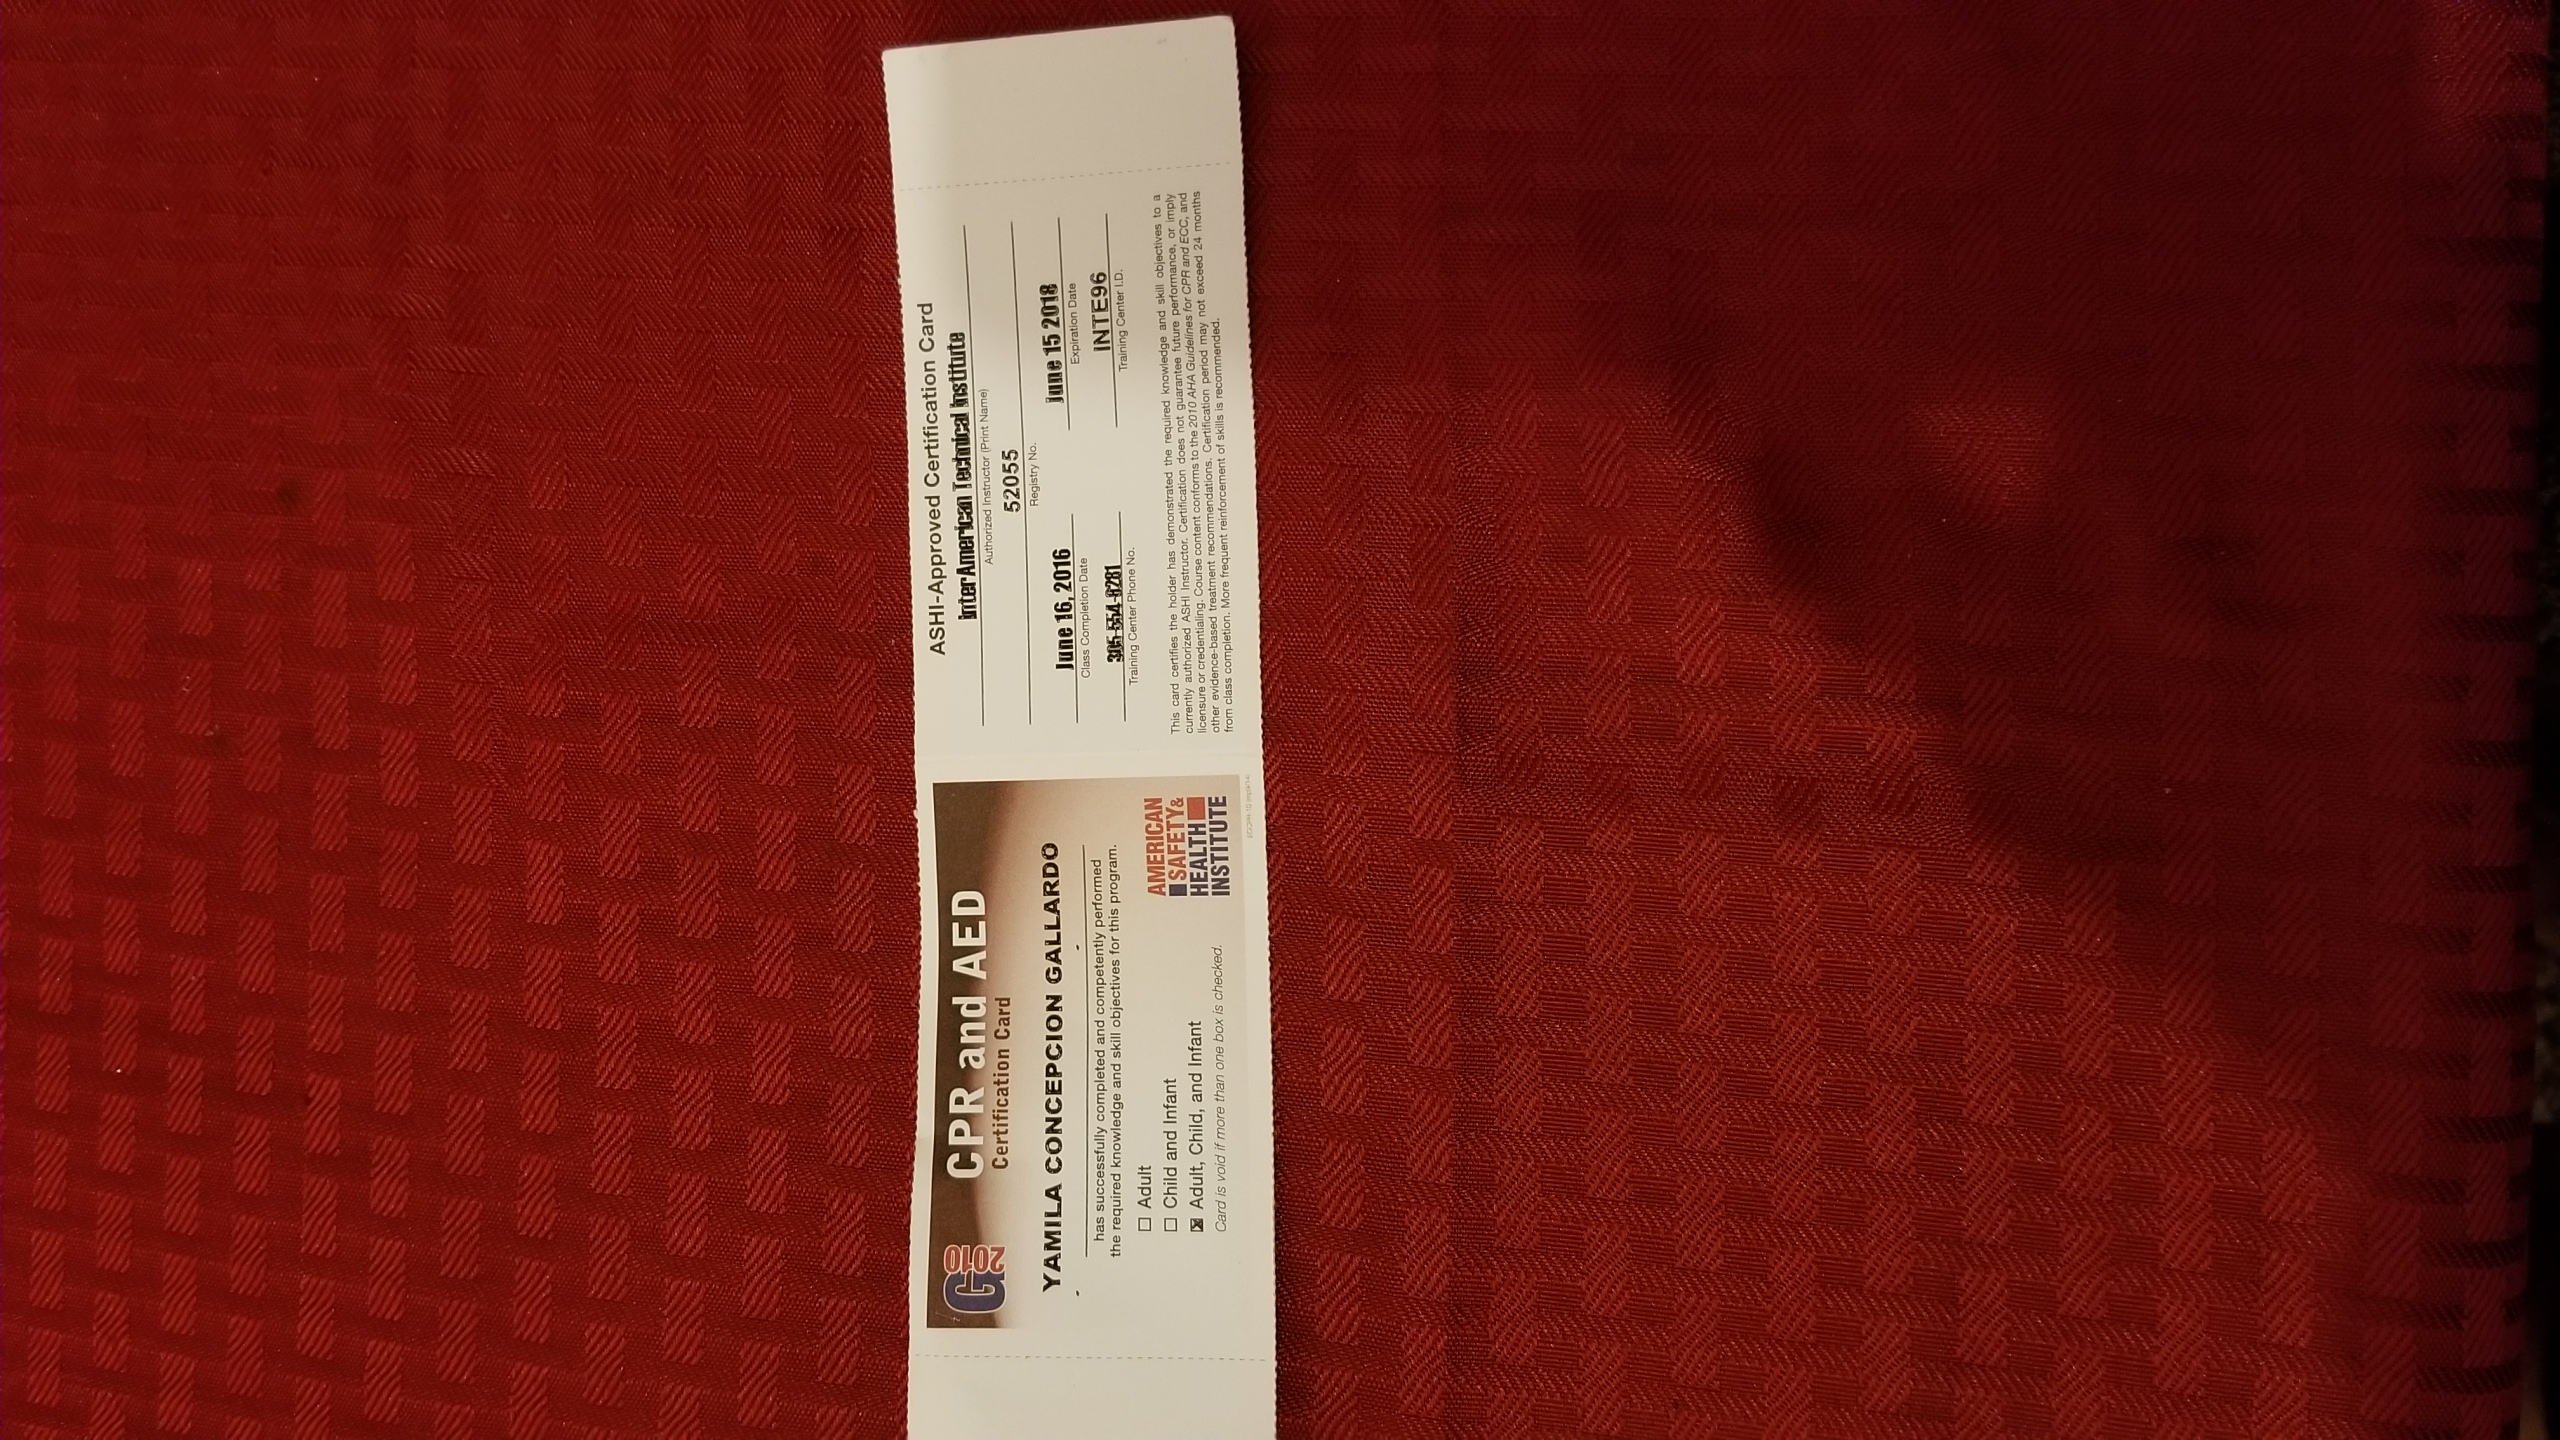 G2010
CPR and AED
Certification Card
YAMILA CONCEPCION GALLARDO
has successfully completed and competently performed
the required knowledge and skill objectives for this program.
Adult
Child and Infant
Adult, Child, and Infant
Card is void if more than one box is checked.
AMERICAN
SAFETY&
HEALTH
INSTITUTE
ASHI-Approved Certification Card
InterAmerican Technical Institute
Authorized Instructor (Print Name)
52055
Registry No.
June 16, 2016
Class Completion Date
June 15 2018
Expiration Date
305-554-8281
Training Center Phone No.
INTE96
Training Center I.D.
This card certifies the holder has demonstrated the required knowledge and skill objectives to a
currently authorized ASHI Instructor. Certification does not guarantee future performance, or imply
licensure or credentialing. Course content conforms to the 2010 AHA Guidelines for CPR and ECC, and
other evidence-based treatment recommendations. Certification period may not exceed 24 months
from class completion. More frequent reinforcement of skills is recommended.